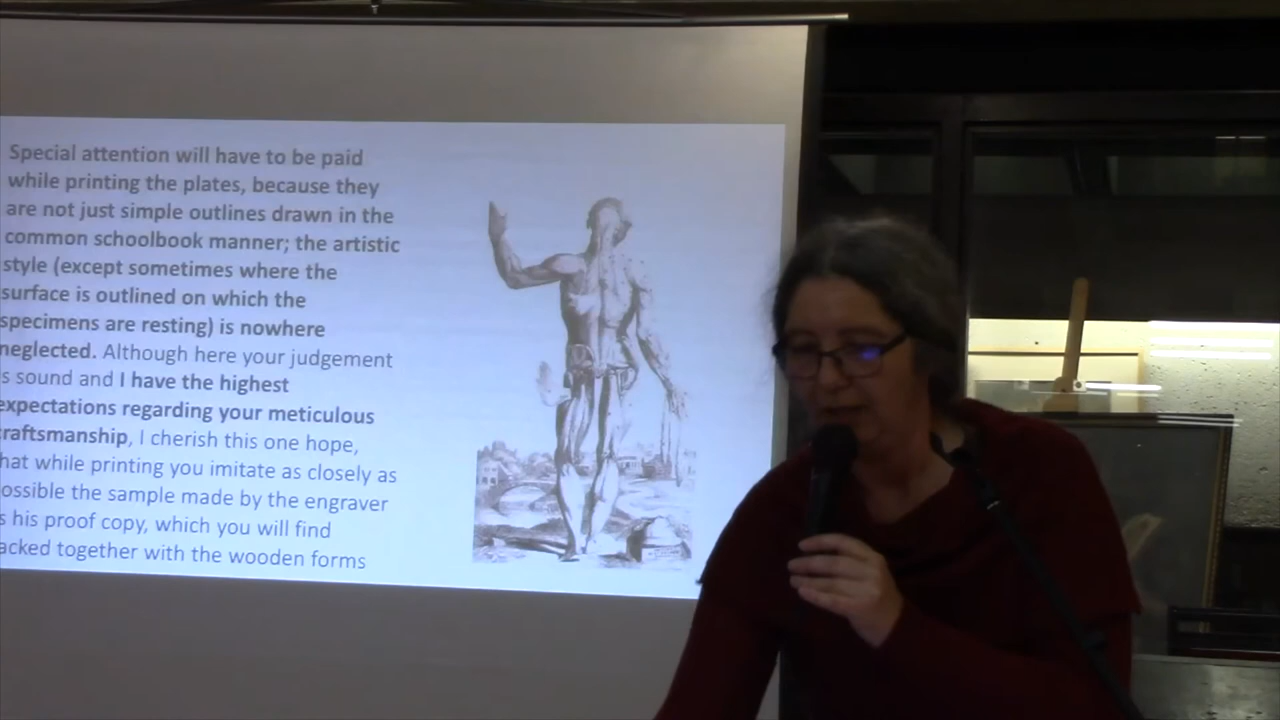 Special attention will have to be paid
while printing the plates, because they
are not just simple outlines drawn in the
common schoolbook manner; the artistic
style (except sometimes where the
surface is outlined on which the
specimens are resting) is nowhere
neglected. Although here your judgement
s sound and I have the highest
expectations regarding your meticulous
craftsmanship, I cherish this one hope,
hat while printing you imitate as closely as
ossible the sample made by the engraver
s his proof copy, which you will find
acked together with the wooden forms